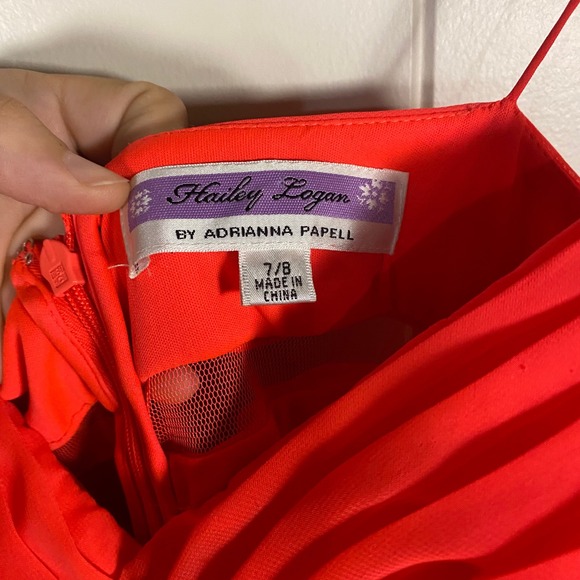 Hailey Logan
BY ADRIANNA PAPELL
7/8
MADE IN
CHINA